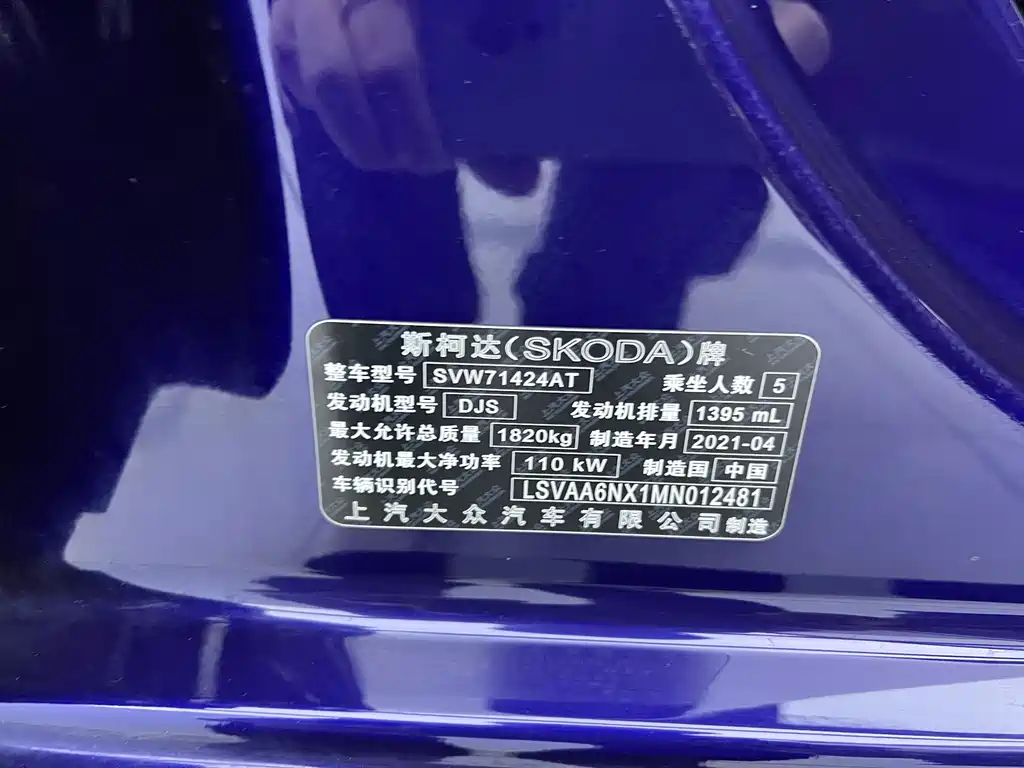 斯柯达(SKODA)牌
整车型号 SVW71424AT 乘坐人数 5
发动机型号 DJS 发动机排量 1395 mL
最大允许总质量 1820kg 制造年月 2021-04
发动机最大净功率 110 kW 制造国 中国
车辆识别代号 LSVAA6NX1MN012481
上汽大众汽车有限公司制造